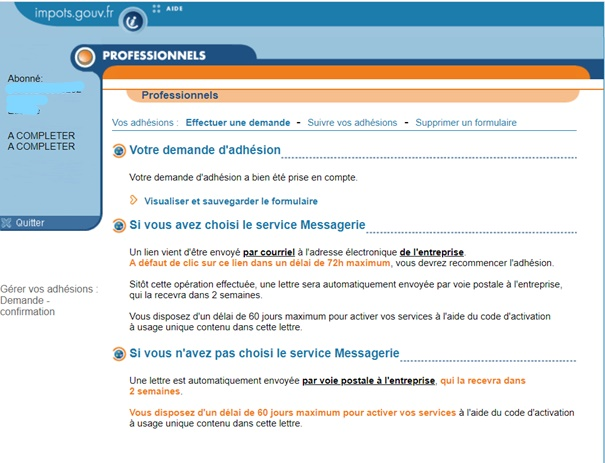 impots.gouv.fr
AIDE
PROFESSIONNELS
Abonné:
A COMPLETER
A COMPLETER
Quitter
Gérer vos adhésions :
Demande -
confirmation
Professionnels
Vos adhésions : Effectuer une demande - Suivre vos adhésions - Supprimer un formulaire
Votre demande d'adhésion
Votre demande d'adhésion a bien été prise en compte.
Visualiser et sauvegarder le formulaire
Si vous avez choisi le service Messagerie
Un lien vient d'être envoyé par courriel à l'adresse électronique de l'entreprise.
A défaut de clic sur ce lien dans un délai de 72h maximum, vous devrez recommencer l'adhésion.
Sitôt cette opération effectuée, une lettre sera automatiquement envoyée par voie postale à l'entreprise,
qui la recevra dans 2 semaines.
Vous disposez d'un délai de 60 jours maximum pour activer vos services à l'aide du code d'activation
à usage unique contenu dans cette lettre.
Si vous n'avez pas choisi le service Messagerie
Une lettre est automatiquement envoyée par voie postale à l'entreprise, qui la recevra dans
2 semaines.
Vous disposez d'un délai de 60 jours maximum pour activer vos services à l'aide du code d'activation
à usage unique contenu dans cette lettre.